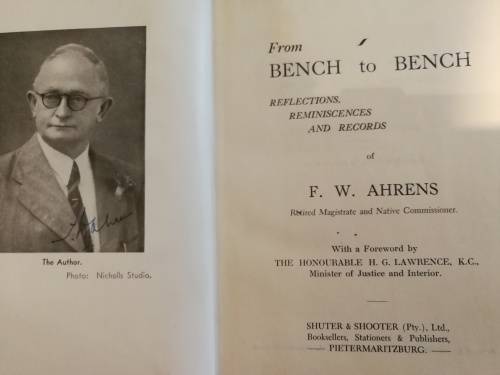 The Author.
Photo: Nicholls Studio.
From
BENCH to BENCH
REFLECTIONS,
REMINISCENCES
AND RECORDS
of
F. W. AHRENS
Retired Magistrate and Native Commissioner.
With a Foreword by
THE HONOURABLE H. G. LAWRENCE, K.C.,
Minister of Justice and Interior.
SHUTER & SHOOTER (Pty.), Ltd.,
Booksellers, Stationers & Publishers,
PIETERMARITZBURG.